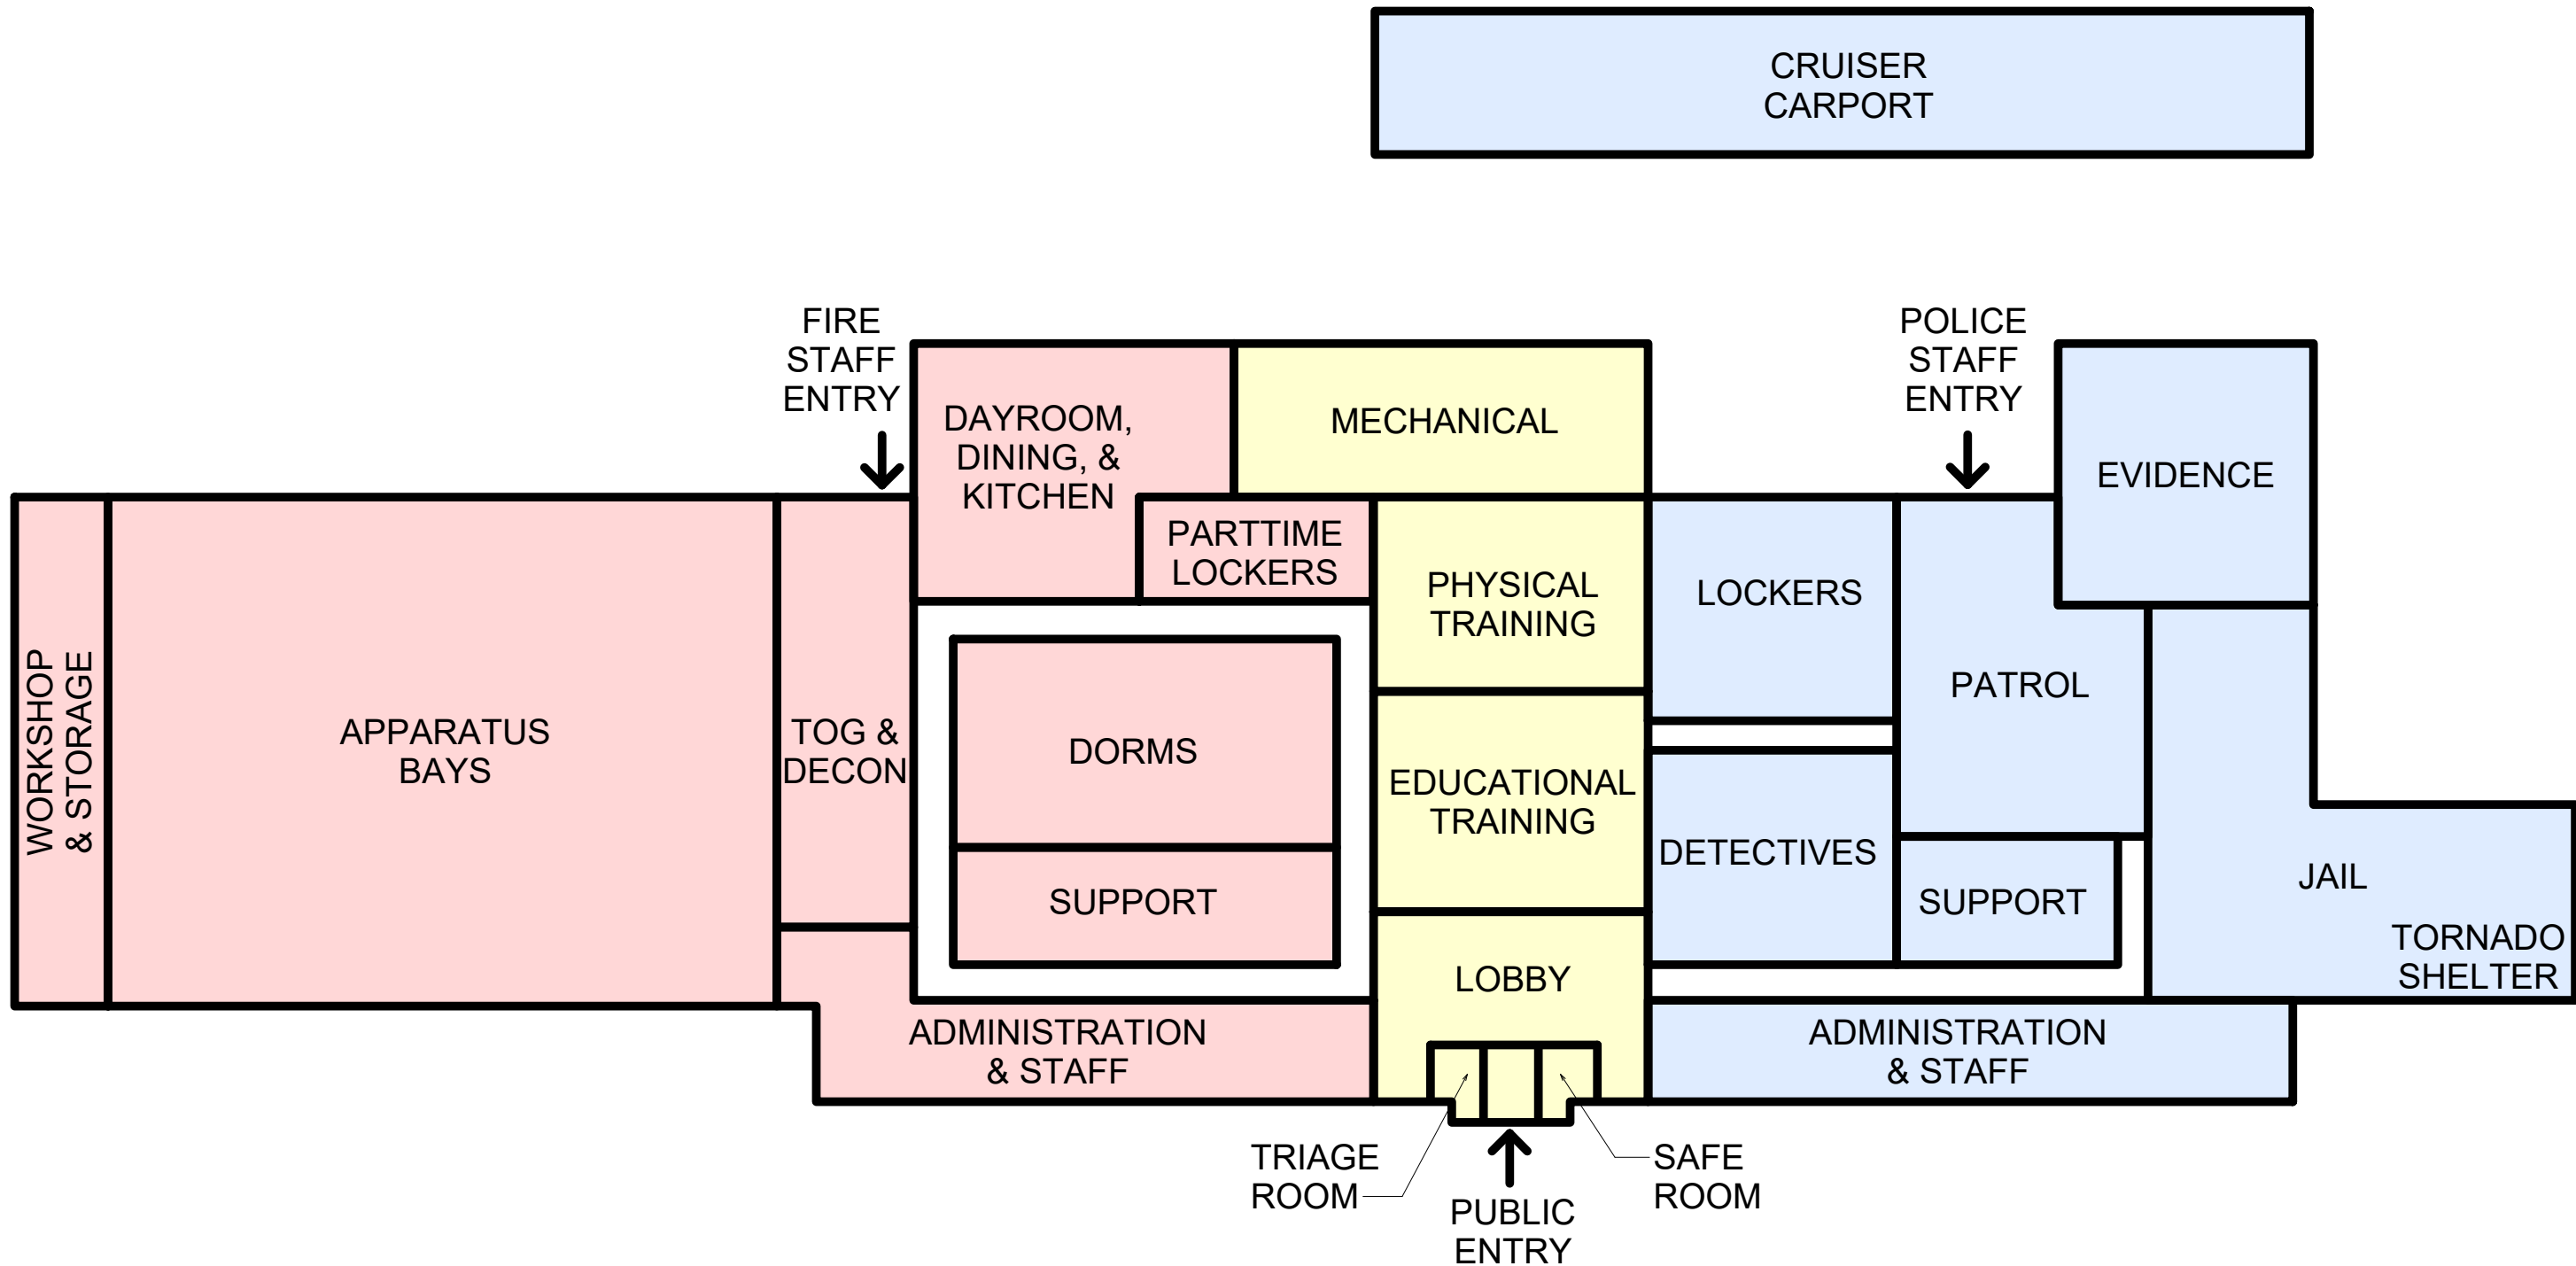 CRUISER
CARPORT
FIRE
STAFF
ENTRY
POLICE
STAFF
ENTRY
DAYROOM,
DINING, &
KITCHEN
MECHANICAL
EVIDENCE
PARTTIME
LOCKERS
PHYSICAL
TRAINING
LOCKERS
PATROL
WORKSHOP
& STORAGE
APPARATUS
BAYS
TOG &
DECON
DORMS
EDUCATIONAL
TRAINING
DETECTIVES
SUPPORT
SUPPORT
JAIL
TORNADO
SHELTER
LOBBY
ADMINISTRATION
& STAFF
ADMINISTRATION
& STAFF
TRIAGE
ROOM
SAFE
ROOM
PUBLIC
ENTRY